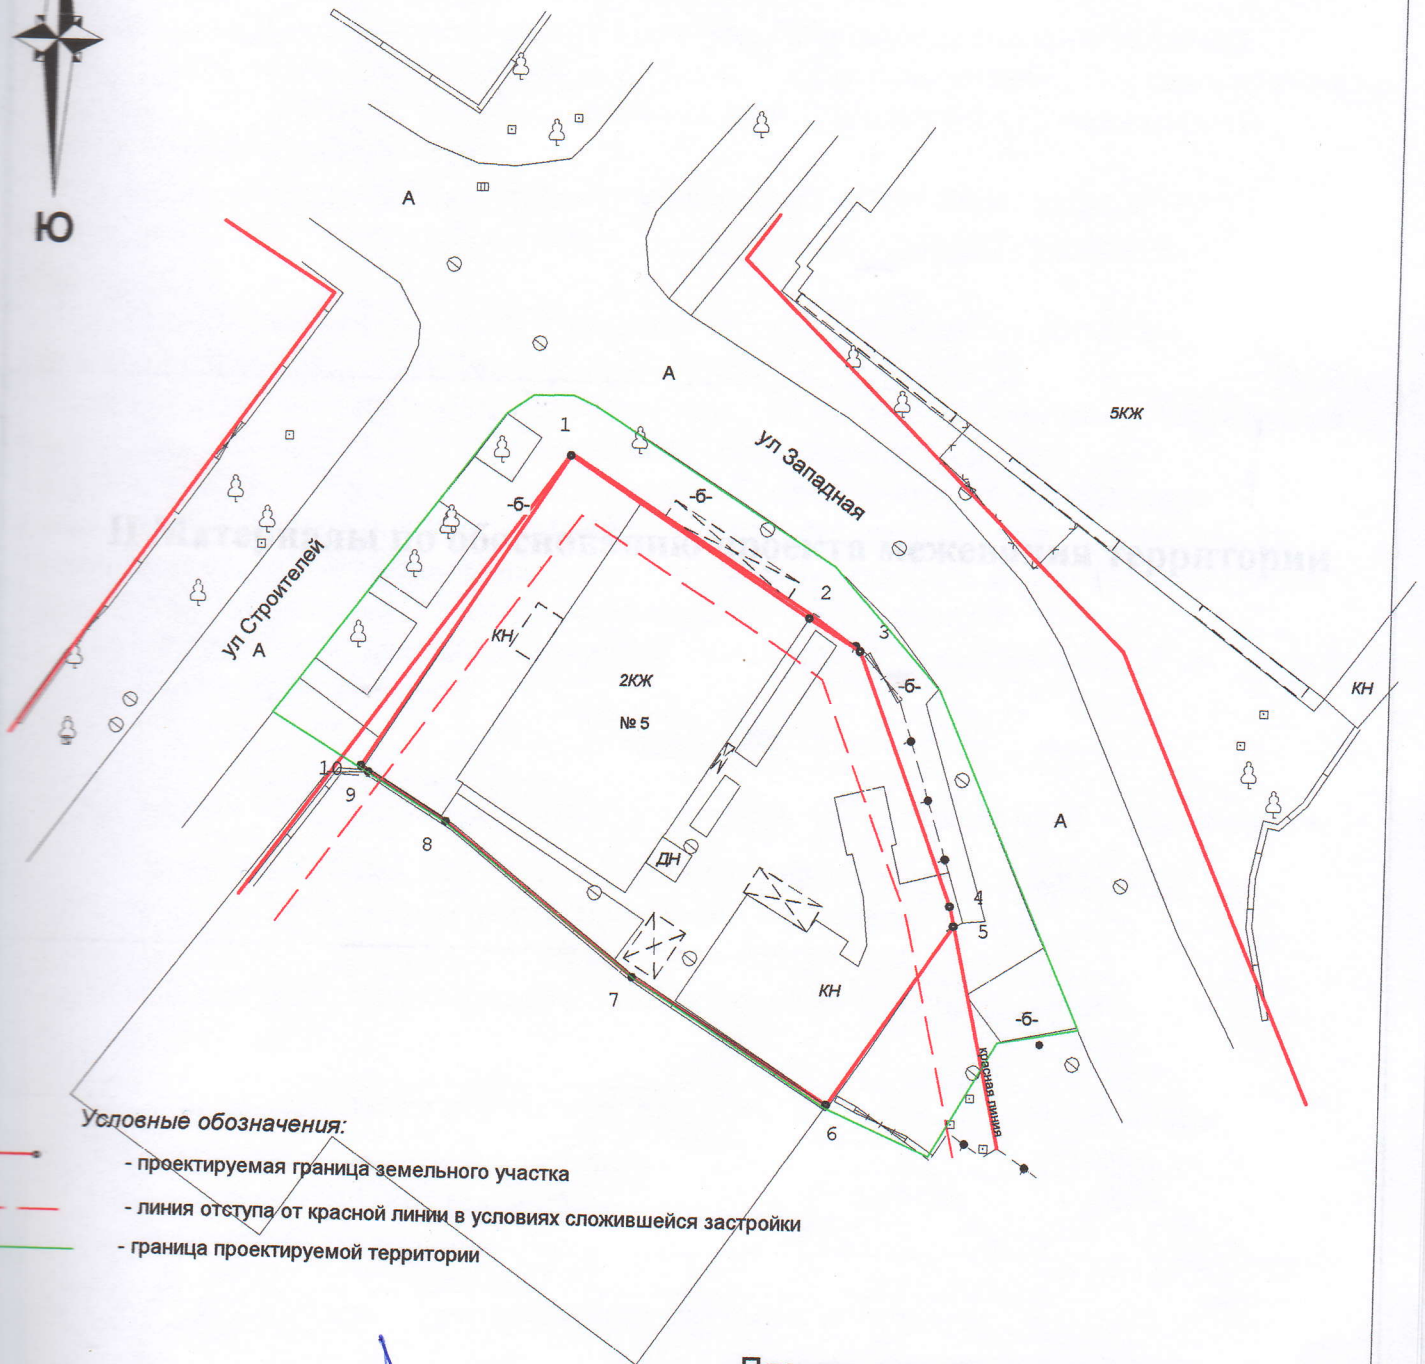 Ю
А
А
5КЖ
1
ул Западная
-б-
-б-
ул Строителей
А
2
3
КН
2КЖ
№ 5
-б-
КН
10
9
8
ДН
А
4
5
7
КН
-б-
красная линия
6
Условные обозначения:
- проектируемая граница земельного участка
- линия отступа от красной линии в условиях сложившейся застройки
- граница проектируемой территории